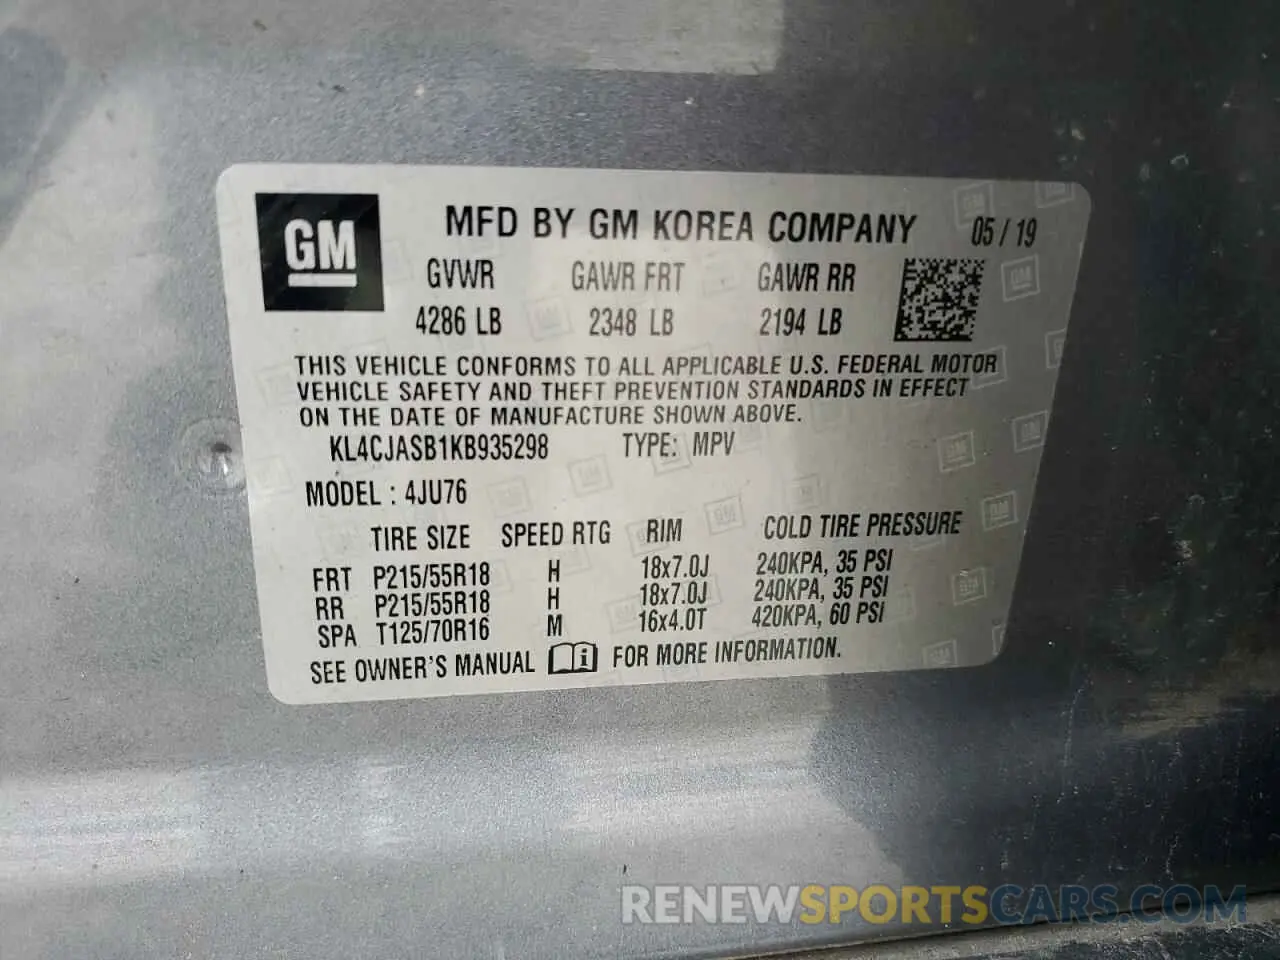 GM
MFD BY GM KOREA COMPANY 05/19
GVWR GAWR FRT GAWR RR
4286 LB 2348 LB 2194 LB
THIS VEHICLE CONFORMS TO ALL APPLICABLE U.S. FEDERAL MOTOR
VEHICLE SAFETY AND THEFT PREVENTION STANDARDS IN EFFECT
ON THE DATE OF MANUFACTURE SHOWN ABOVE.
KL4CJASB1KB935298 TYPE: MPV
MODEL : 4JU76
TIRE SIZE SPEED RTG RIM COLD TIRE PRESSURE
FRT P215/55R18 H 18x7.0J 240KPA, 35 PSI
RR P215/55R18 H 18x7.0J 240KPA, 35 PSI
SPA T125/70R16 M 16x4.0T 420KPA, 60 PSI
SEE OWNER'S MANUAL i FOR MORE INFORMATION.
RENEWSPORTSCARS.COM